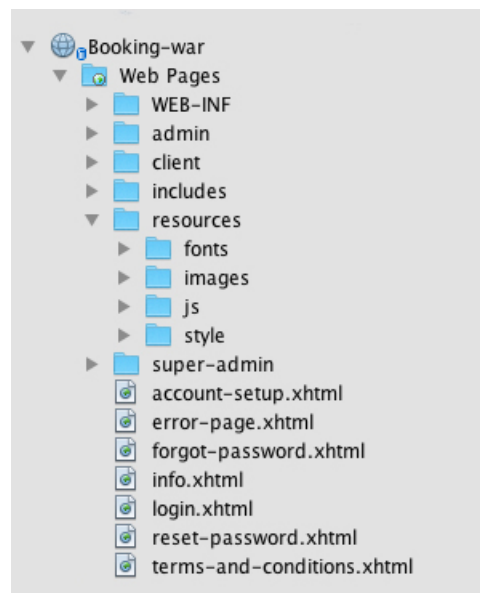 Booking-war
Web Pages
WEB-INF
admin
client
includes
resources
fonts
images
js
style
super-admin
account-setup.xhtml
error-page.xhtml
forgot-password.xhtml
info.xhtml
login.xhtml
reset-password.xhtml
terms-and-conditions.xhtml